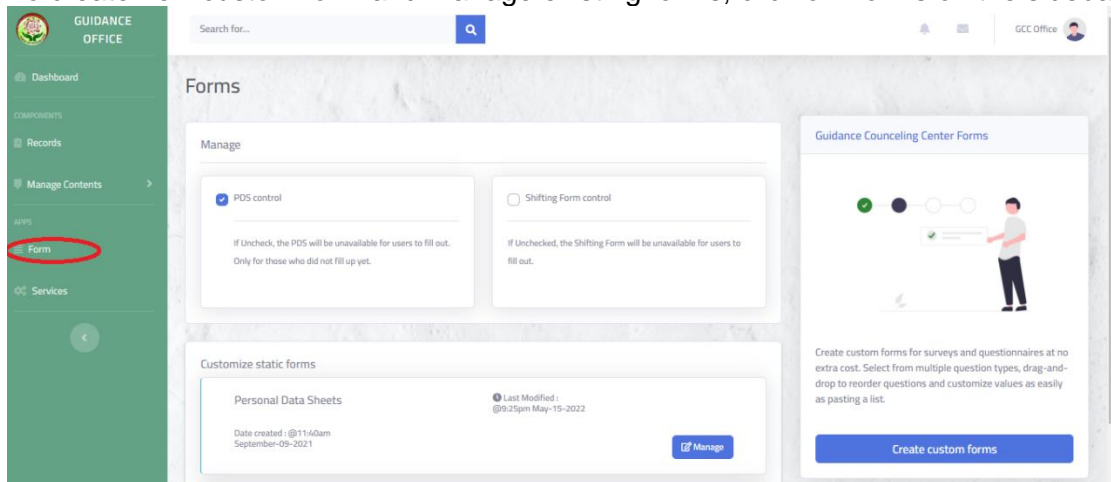 GUIDANCE
OFFICE
Search for...
GCC Office
Dashboard
COMPONENTS
Records
Manage Contents
APPS
Form
Services
Forms
Manage
PDS control
If Uncheck, the PDS will be unavailable for users to fill out.
Only for those who did not fill up yet.
Shifting Form control
If Unchecked, the Shifting Form will be unavailable for users to
fill out.
Customize static forms
Personal Data Sheets
Date created : @11:40am
September-09-2021
Last Modified :
@9:25pm May-15-2022
Manage
Guidance Counceling Center Forms
Create custom forms for surveys and questionnaires at no
extra cost. Select from multiple question types, drag-and-
drop to reorder questions and customize values as easily
as pasting a list.
Create custom forms